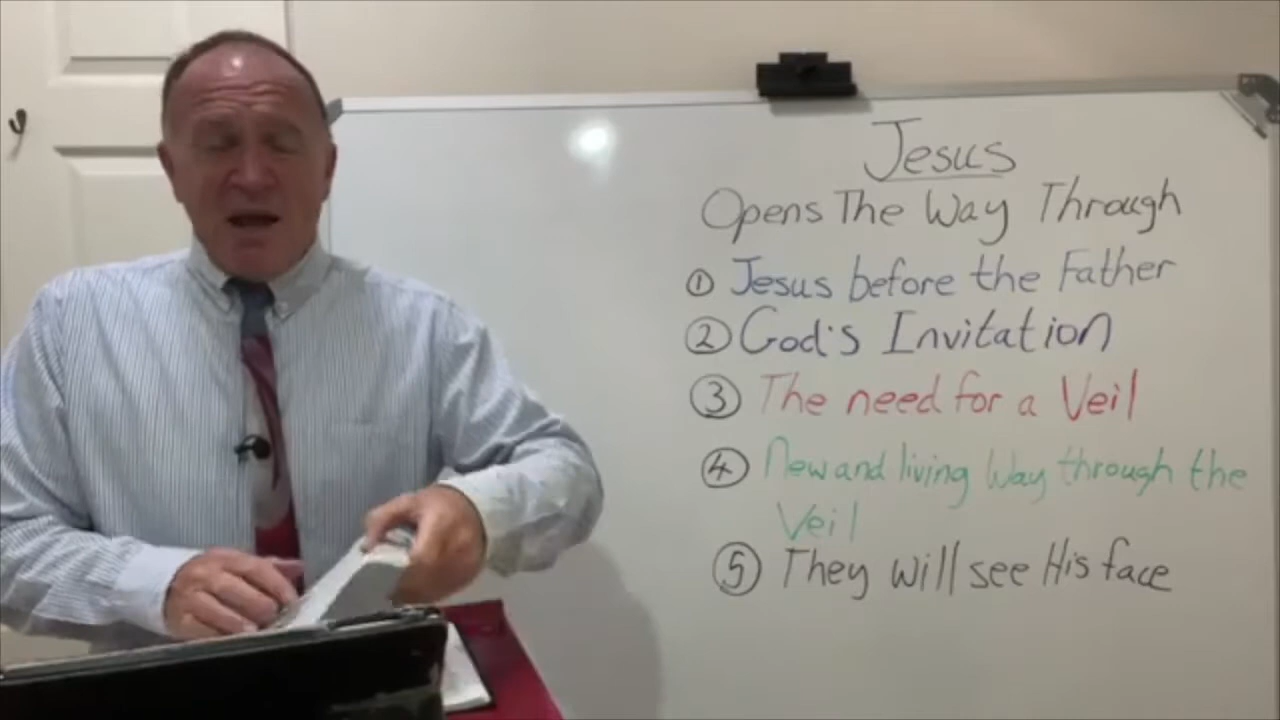 Jesus
Opens The Way Through
① Jesus before the Father
② God's Invitation
③ The need for a Veil
④ New and living Way through the
Veil
⑤ They will see His face